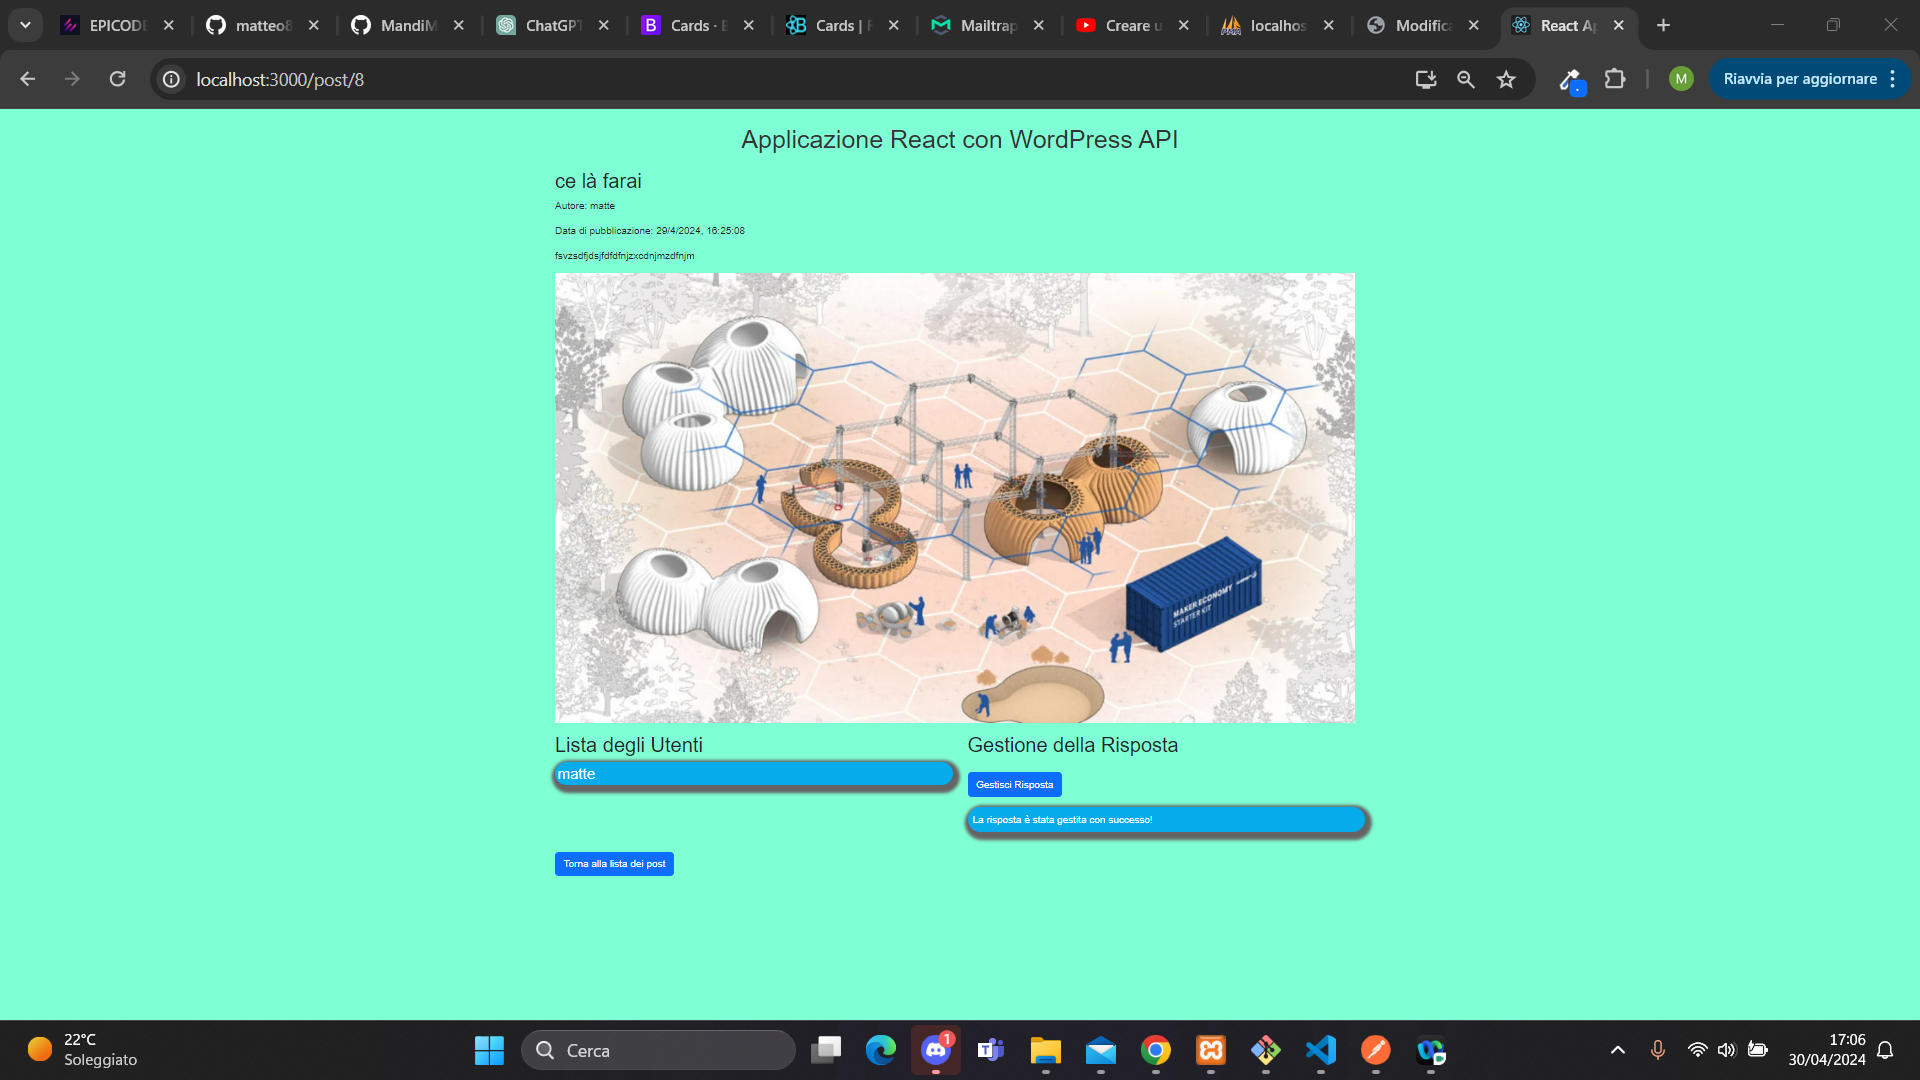 EPICODE
matteo8
MandiM
ChatGPT
Cards · B
Cards | R
Mailtrap
Creare u
localhos
Modifica
React Ap
localhost:3000/post/8
M
Riavvia per aggiornare
Applicazione React con WordPress API
ce là farai
Autore: matte
Data di pubblicazione: 29/4/2024, 16:25:08
fsvzsdfjdsjfdfdfnjzxcdnjmzdfnjm
MAKER ECONOMY
STARTER KIT
Lista degli Utenti
matte
Gestione della Risposta
Gestisci Risposta
La risposta è stata gestita con successo!
Torna alla lista dei post
22°C
Soleggiato
Cerca
1
17:06
30/04/2024